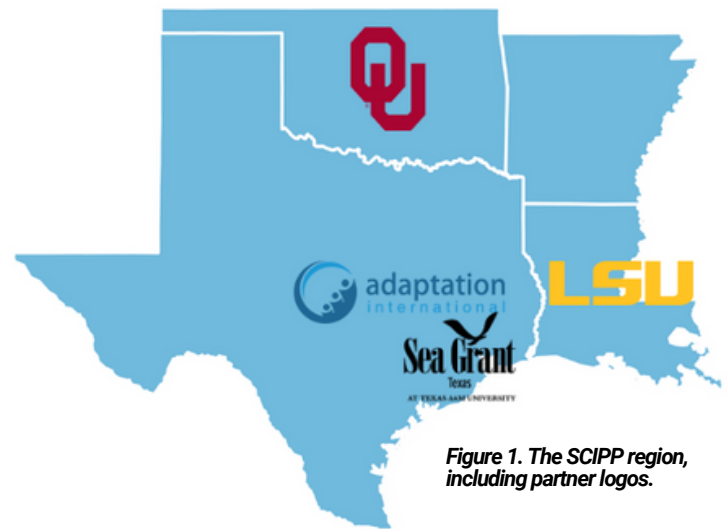 OU
adaptation
international
LSU
Sea Grant
Texas
AT TEXAS A&M UNIVERSITY
Figure 1. The SCIPP region,
including partner logos.